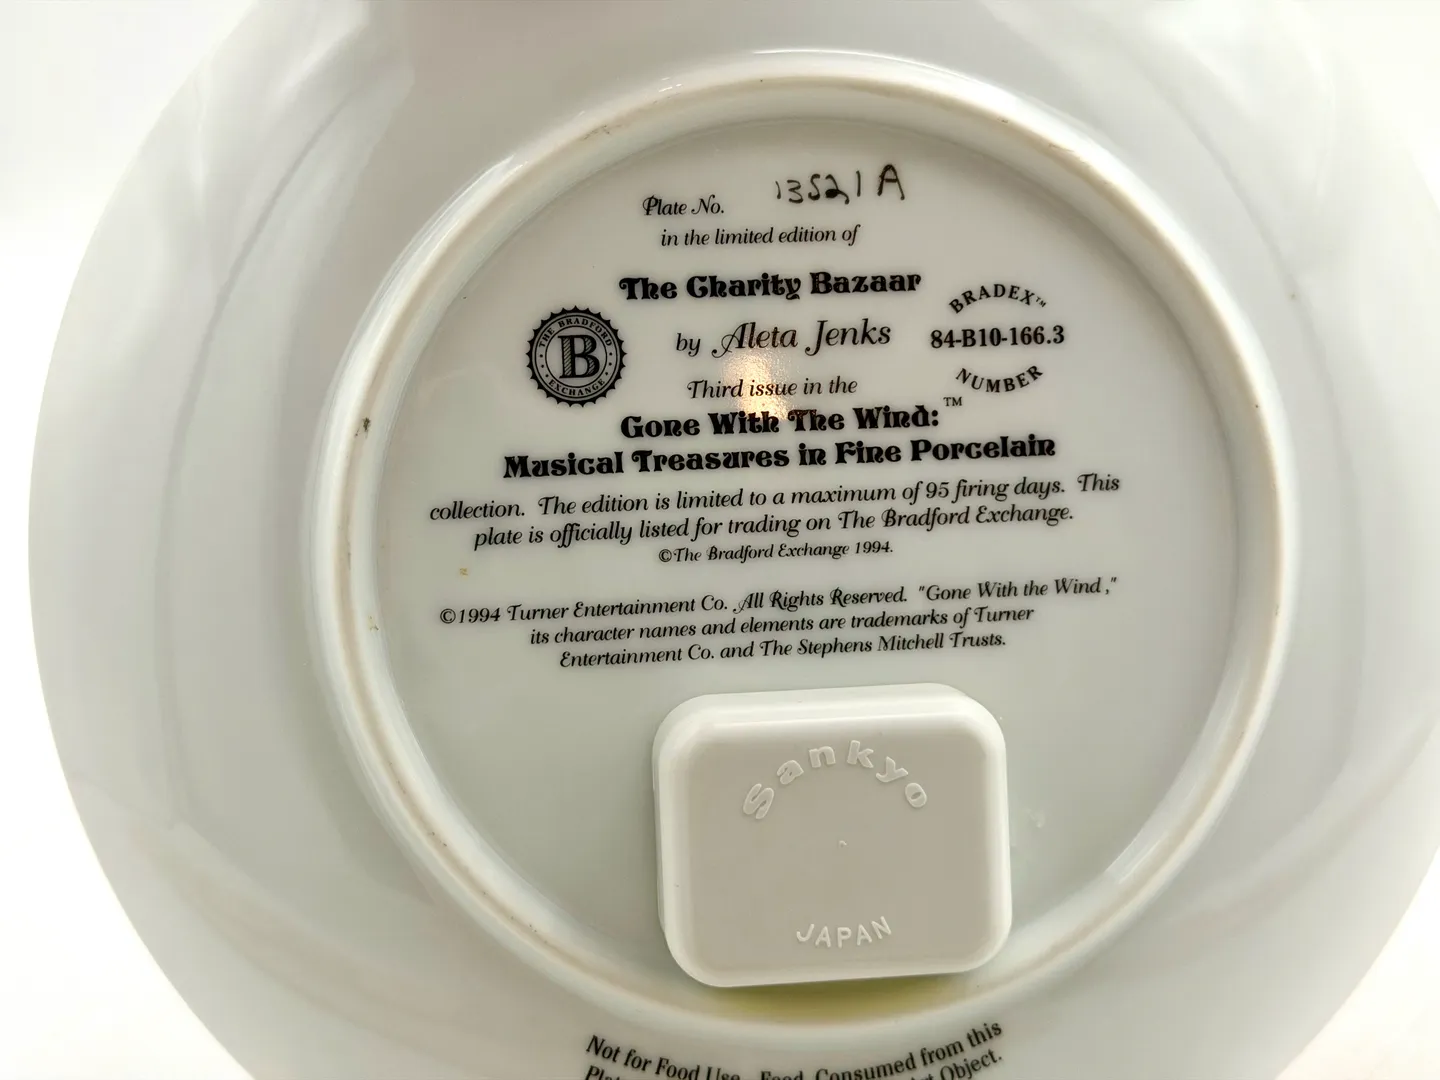 Plate No. 13521 A
in the limited edition of
The Charity Bazaar
by Aleta Jenks
Third issue in the
Gone With The Wind:™
Musical Treasures in Fine Porcelain
collection. The edition is limited to a maximum of 95 firing days. This
plate is officially listed for trading on The Bradford Exchange.
©The Bradford Exchange 1994.
THE BRADFORD
B
EXCHANGE
BRADEX™
84-B10-166.3
NUMBER
©1994 Turner Entertainment Co. All Rights Reserved. "Gone With the Wind,"
its character names and elements are trademarks of Turner
Entertainment Co. and The Stephens Mitchell Trusts.
Sankyo
JAPAN
Not for Food Use. Food Consumed from this
Object.